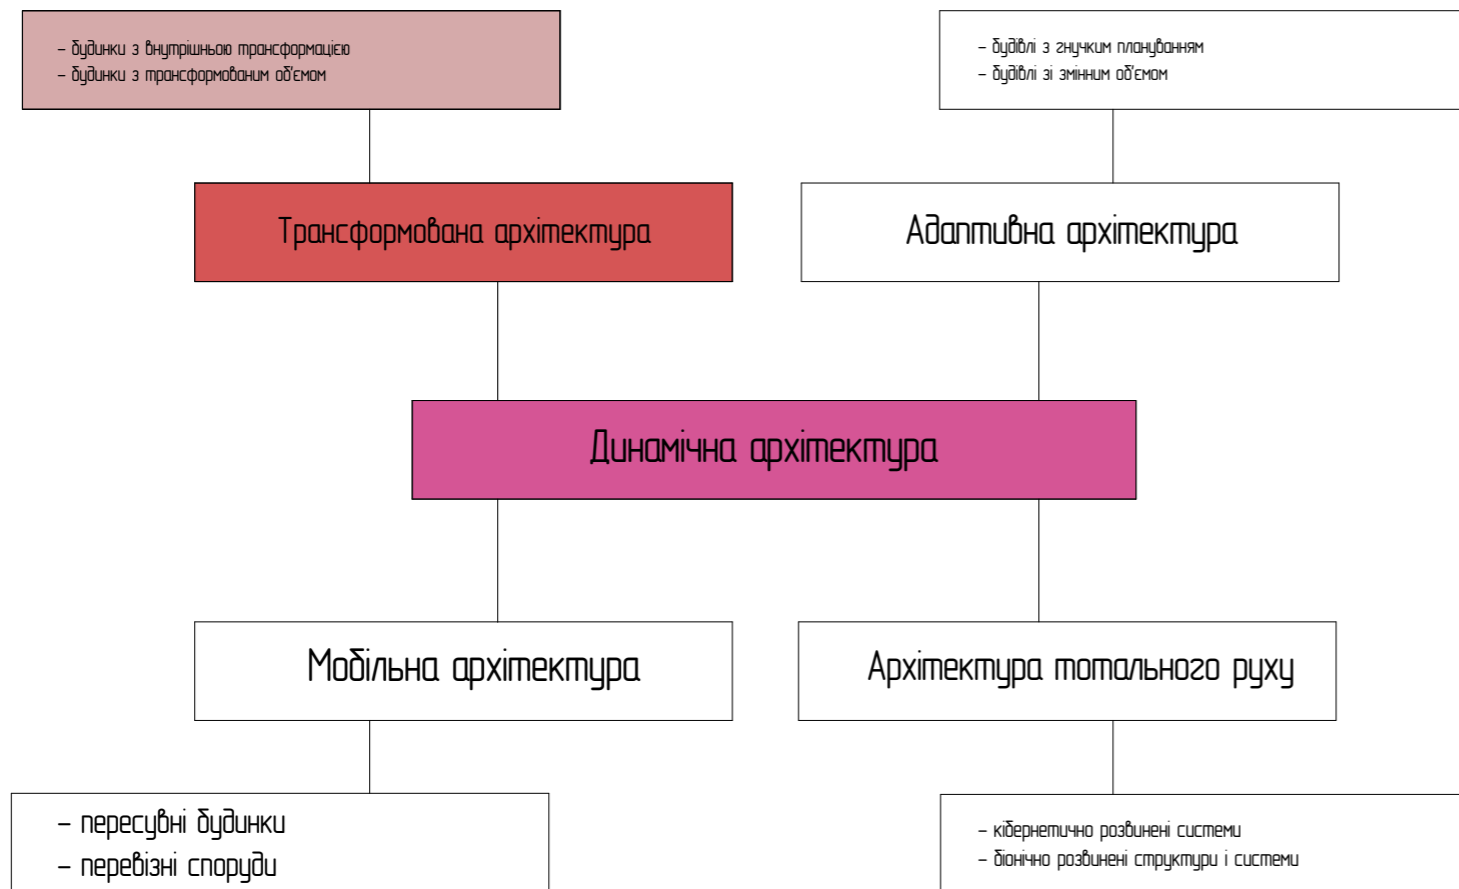 – будинки з внутрішньою трансформацією
– будинки з трансформованим об'ємом
– будівлі з гнучким плануванням
– будівлі зі змінним об'ємом
Трансформована архітектура
Адаптивна архітектура
Динамічна архітектура
Мобільна архітектура
Архітектура тотального руху
– пересувні будинки
– перевізні споруди
– кібернетично розвинені системи
– біонічно розвинені структури і системи